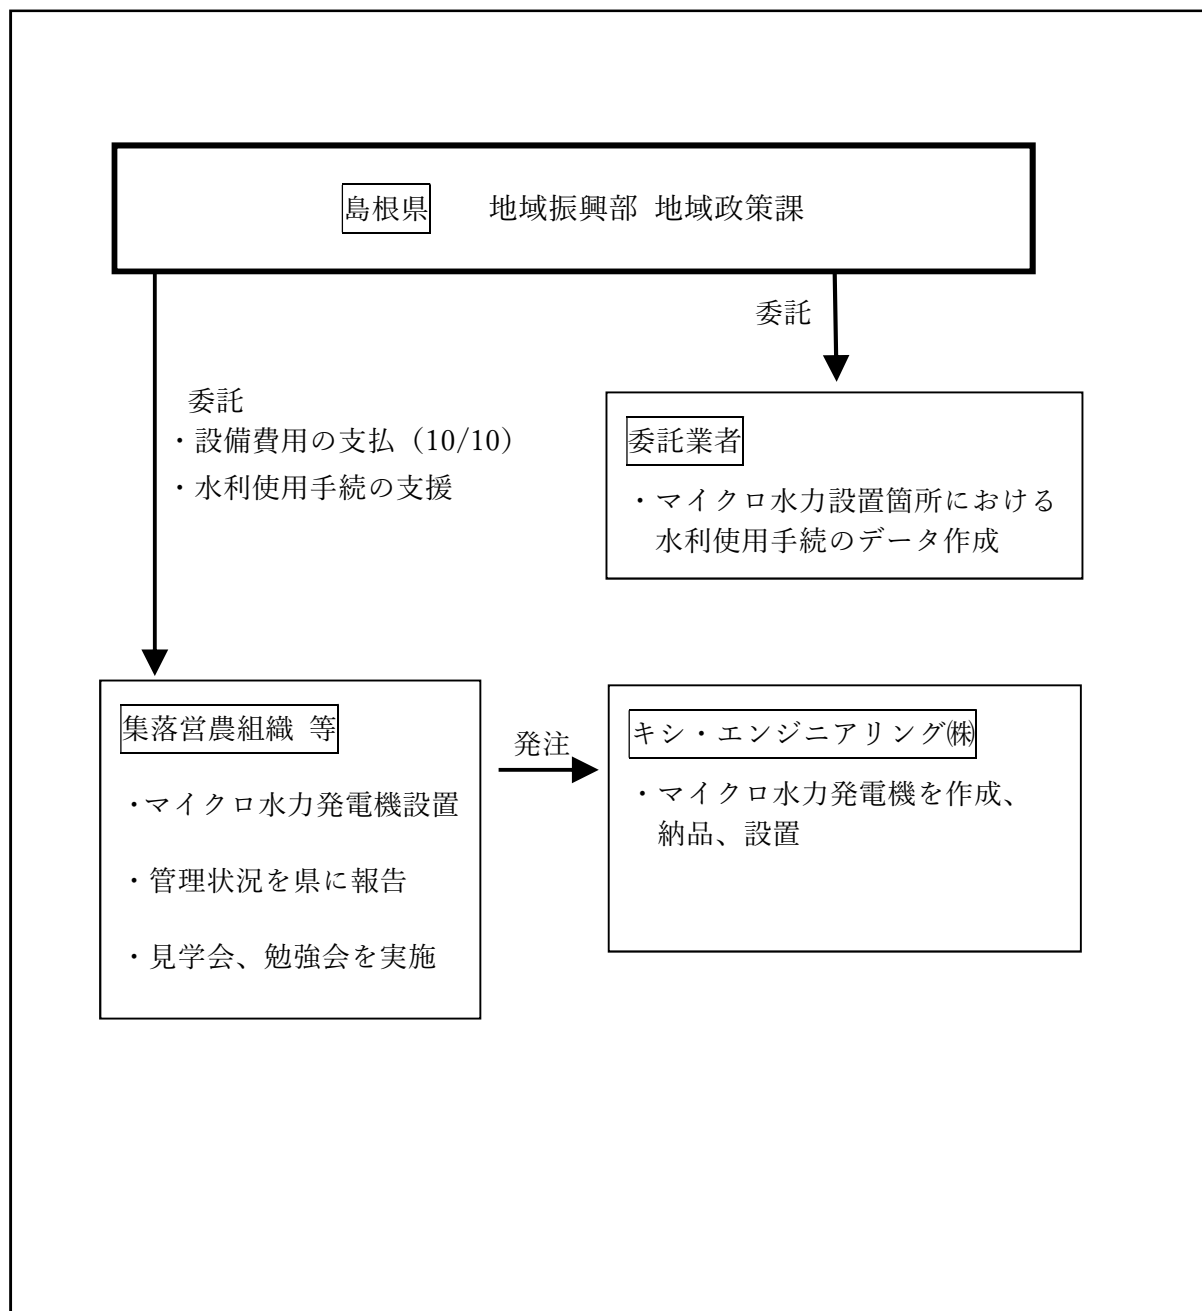 島根県 地域振興部 地域政策課
委託
委託
・設備費用の支払（10/10）
・水利使用手続の支援
委託業者
・マイクロ水力設置箇所における
水利使用手続のデータ作成
集落営農組織 等
・マイクロ水力発電機設置
・管理状況を県に報告
・見学会、勉強会を実施
発注
キシ・エンジニアリング㈱
・マイクロ水力発電機を作成、
納品、設置